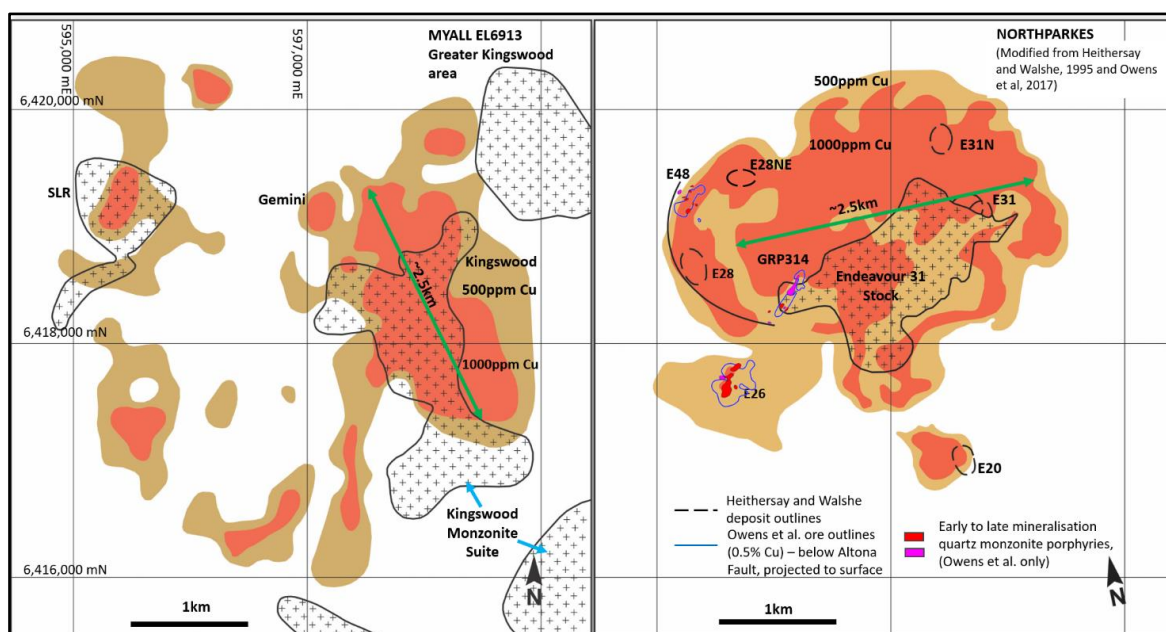 595,000 mE
597,000 mE
MYALL EL6913
Greater Kingswood
area
6,420,000 mN
SLR
Gemini
~2.5km
Kingswood
500ppm Cu
6,418,000 mN
1000ppm Cu
Kingswood
Monzonite
Suite
6,416,000 mN
N
1km
NORTHPARKES
(Modified from Heithersay
and Walshe, 1995 and Owens
et al, 2017)
500ppm Cu
1000ppm Cu
E31N
E28NE
E48
~2.5km
E31
GRP314
E28
Endeavour 31
Stock
E26
E20
Heithersay and Walshe
deposit outlines
Owens et al. ore outlines
(0.5% Cu) – below Altona
Fault, projected to surface
Early to late mineralisation
quartz monzonite porphyries,
(Owens et al. only)
N
1km